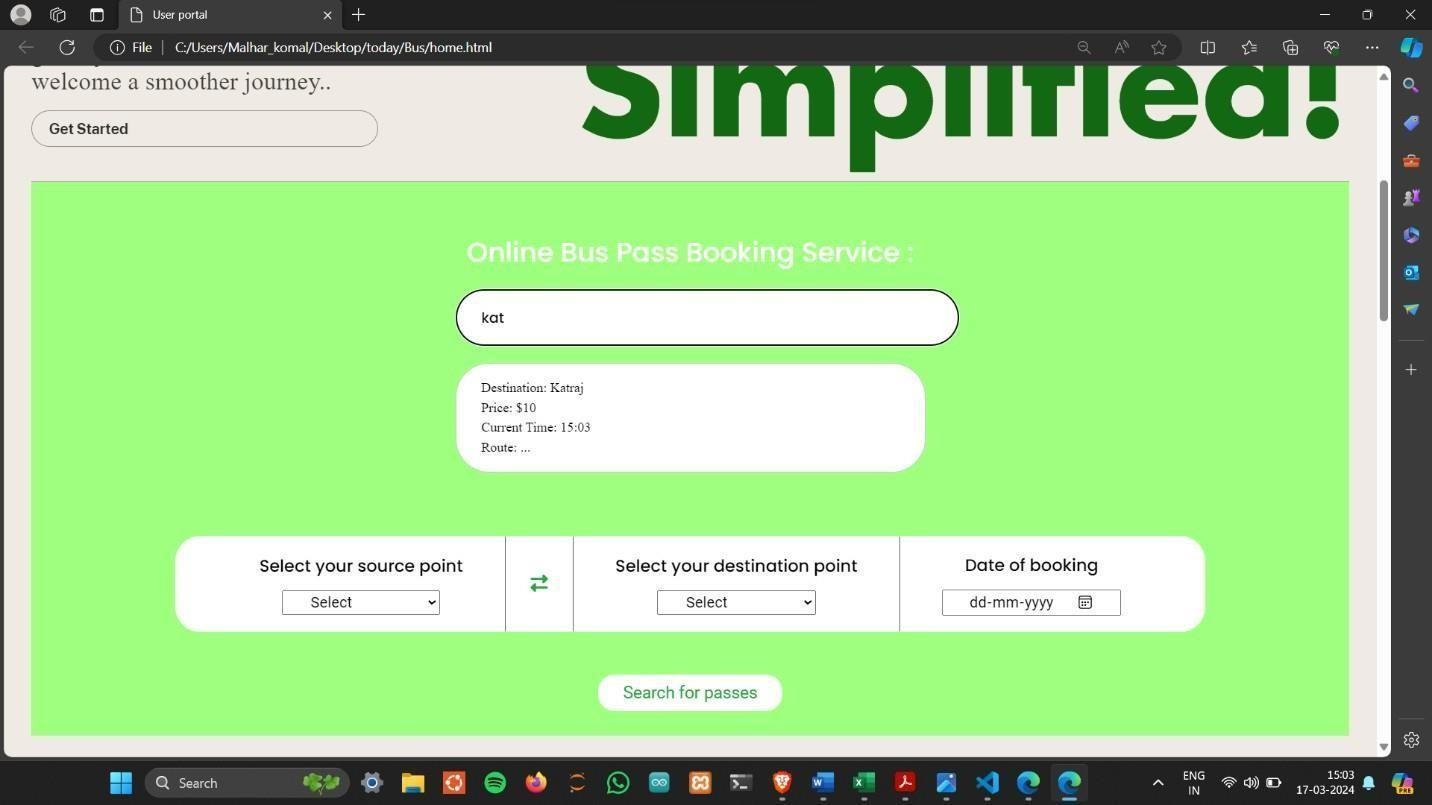 User portal
File
C:/Users/Malhar_komal/Desktop/today/Bus/home.html
welcome a smoother journey..
Get Started
Simplified!
Online Bus Pass Booking Service :
kat
Destination: Katraj
Price: $10
Current Time: 15:03
Route: ...
Select your source point
Select your destination point
Date of booking
Select
Select
dd-mm-yyyy
Search for passes
Search
ENG
IN
15:03
17-03-2024
PRE